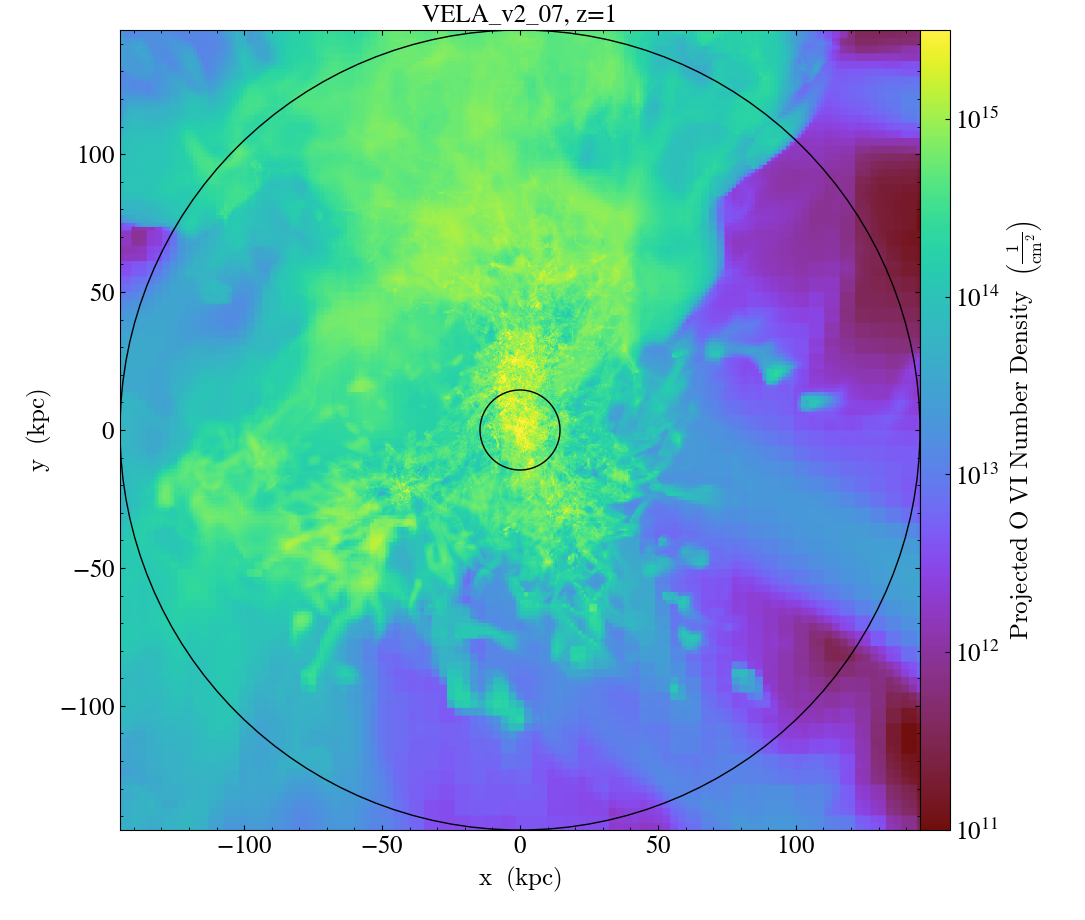 VELA_v2_07, z=1
100
50
0
−50
−100
y (kpc)
−100 −50 0 50 100
x (kpc)
10^15
10^14
10^13
10^12
10^11
Projected O VI Number Density (1/cm^2)